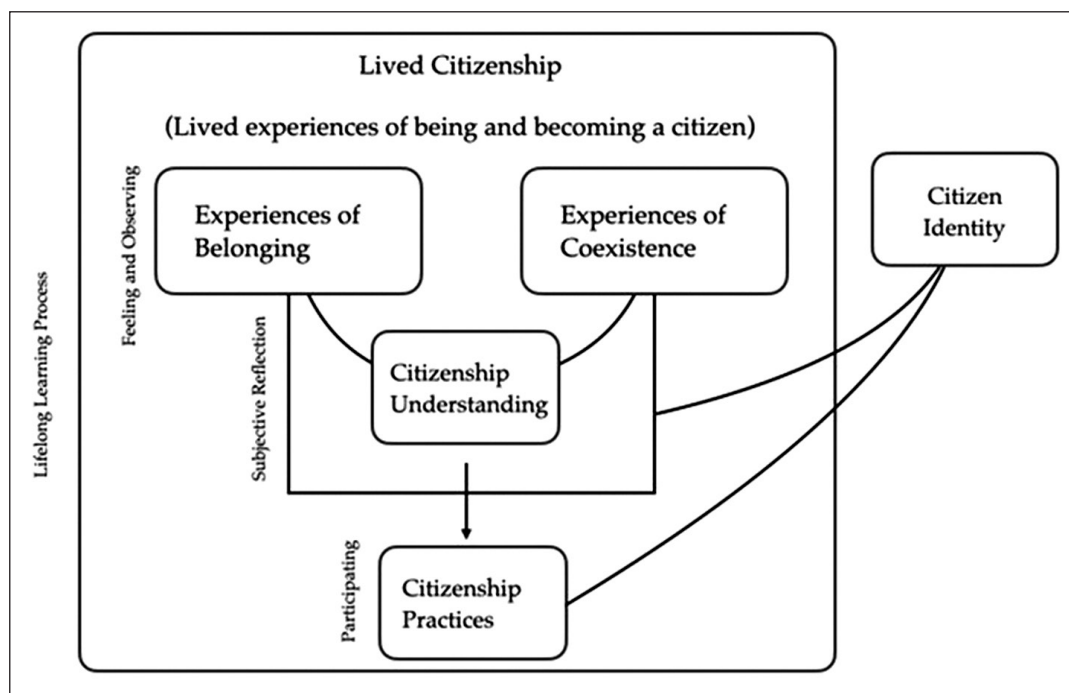 Lived Citizenship
(Lived experiences of being and becoming a citizen)
Lifelong Learning Process
Feeling and Observing
Experiences of
Belonging
Experiences of
Coexistence
Citizen
Identity
Subjective Reflection
Citizenship
Understanding
Participating
Citizenship
Practices